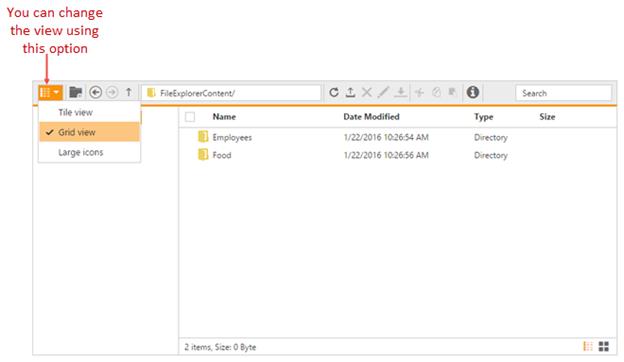 You can change
the view using
this option
FileExplorerContent/
Search
Tile view
Grid view
Large icons
Name Date Modified Type Size
Employees 1/22/2016 10:26:54 AM Directory
Food 1/22/2016 10:26:56 AM Directory
2 items, Size: 0 Byte